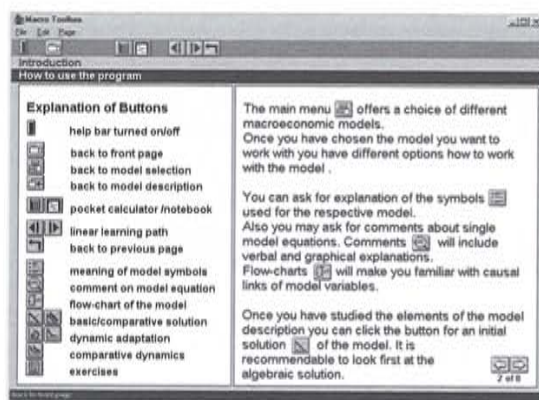 Macro Toolbox
File Edit Page
Introduction
How to use the program
Explanation of Buttons
help bar turned on/off
back to front page
back to model selection
back to model description
pocket calculator /notebook
linear learning path
back to previous page
meaning of model symbols
comment on model equation
flow-chart of the model
basic/comparative solution
dynamic adaptation
comparative dynamics
exercises
The main menu offers a choice of different
macroeconomic models.
Once you have chosen the model you want to
work with you have different options how to work
with the model .
You can ask for explanation of the symbols
used for the respective model.
Also you may ask for comments about single
model equations. Comments will include
verbal and graphical explanations.
Flow-charts will make you familiar with causal
links of model variables.
Once you have studied the elements of the model
description you can click the button for an initial
solution of the model. It is
recommendable to look first at the
algebraic solution.
2 of 8
back to front page